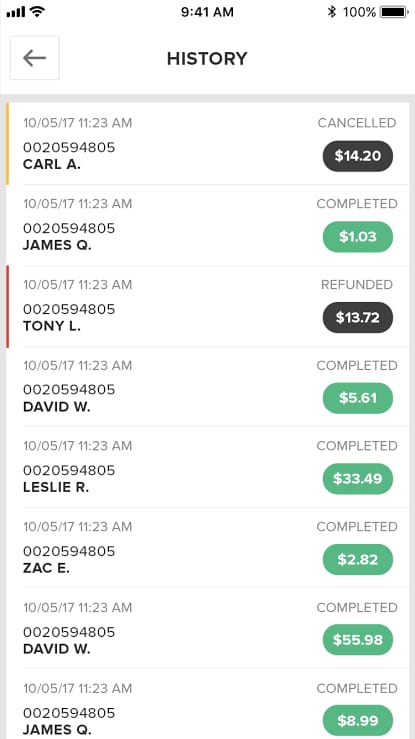 9:41 AM 100%
HISTORY
10/05/17 11:23 AM CANCELLED
0020594805
CARL A. $14.20
10/05/17 11:23 AM COMPLETED
0020594805
JAMES Q. $1.03
10/05/17 11:23 AM REFUNDED
0020594805
TONY L. $13.72
10/05/17 11:23 AM COMPLETED
0020594805
DAVID W. $5.61
10/05/17 11:23 AM COMPLETED
0020594805
LESLIE R. $33.49
10/05/17 11:23 AM COMPLETED
0020594805
ZAC E. $2.82
10/05/17 11:23 AM COMPLETED
0020594805
DAVID W. $55.98
10/05/17 11:23 AM COMPLETED
0020594805
JAMES Q. $8.99